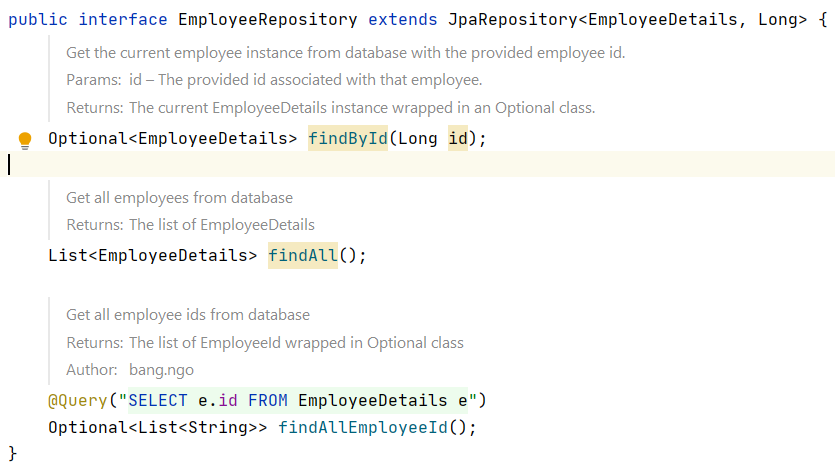 public interface EmployeeRepository extends JpaRepository<EmployeeDetails, Long> {
Get the current employee instance from database with the provided employee id.
Params: id – The provided id associated with that employee.
Returns: The current EmployeeDetails instance wrapped in an Optional class.
Optional<EmployeeDetails> findById(Long id);
Get all employees from database
Returns: The list of EmployeeDetails
List<EmployeeDetails> findAll();
Get all employee ids from database
Returns: The list of EmployeeId wrapped in Optional class
Author: bang.ngo
@Query("SELECT e.id FROM EmployeeDetails e")
Optional<List<String>> findAllEmployeeId();
}